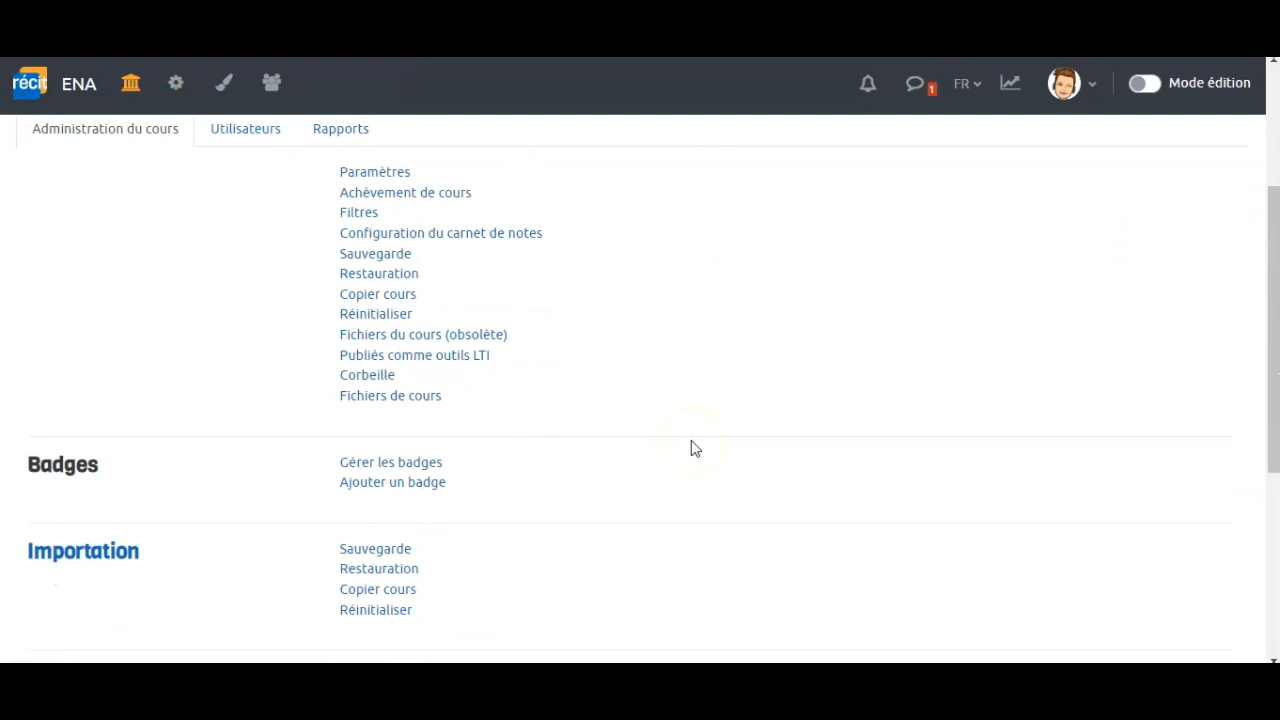 récit ENA 1 FR Mode édition
Administration du cours Utilisateurs Rapports
Paramètres
Achèvement de cours
Filtres
Configuration du carnet de notes
Sauvegarde
Restauration
Copier cours
Réinitialiser
Fichiers du cours (obsolète)
Publiés comme outils LTI
Corbeille
Fichiers de cours
Badges
Gérer les badges
Ajouter un badge
Importation
Sauvegarde
Restauration
Copier cours
Réinitialiser